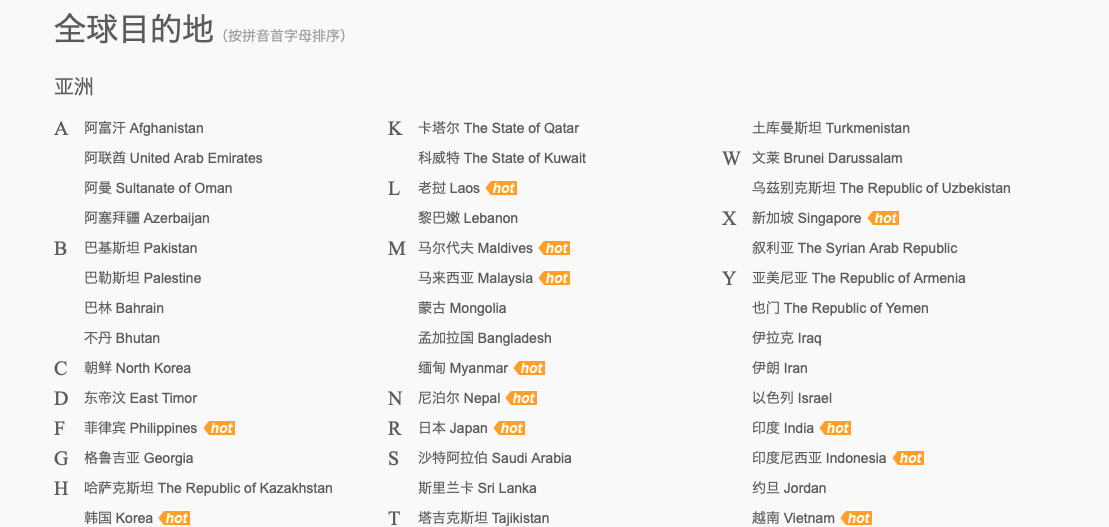 全球目的地 (按拼音首字母排序)
亚洲
A 阿富汗 Afghanistan
阿联酋 United Arab Emirates
阿曼 Sultanate of Oman
阿塞拜疆 Azerbaijan
B 巴基斯坦 Pakistan
巴勒斯坦 Palestine
巴林 Bahrain
不丹 Bhutan
C 朝鲜 North Korea
D 东帝汶 East Timor
F 菲律宾 Philippines hot
G 格鲁吉亚 Georgia
H 哈萨克斯坦 The Republic of Kazakhstan
韩国 Korea hot
K 卡塔尔 The State of Qatar
科威特 The State of Kuwait
L 老挝 Laos hot
黎巴嫩 Lebanon
M 马尔代夫 Maldives hot
马来西亚 Malaysia hot
蒙古 Mongolia
孟加拉国 Bangladesh
缅甸 Myanmar hot
N 尼泊尔 Nepal hot
R 日本 Japan hot
S 沙特阿拉伯 Saudi Arabia
斯里兰卡 Sri Lanka
T 塔吉克斯坦 Tajikistan
土库曼斯坦 Turkmenistan
W 文莱 Brunei Darussalam
乌兹别克斯坦 The Republic of Uzbekistan
X 新加坡 Singapore hot
叙利亚 The Syrian Arab Republic
Y 亚美尼亚 The Republic of Armenia
也门 The Republic of Yemen
伊拉克 Iraq
伊朗 Iran
以色列 Israel
印度 India hot
印度尼西亚 Indonesia hot
约旦 Jordan
越南 Vietnam hot